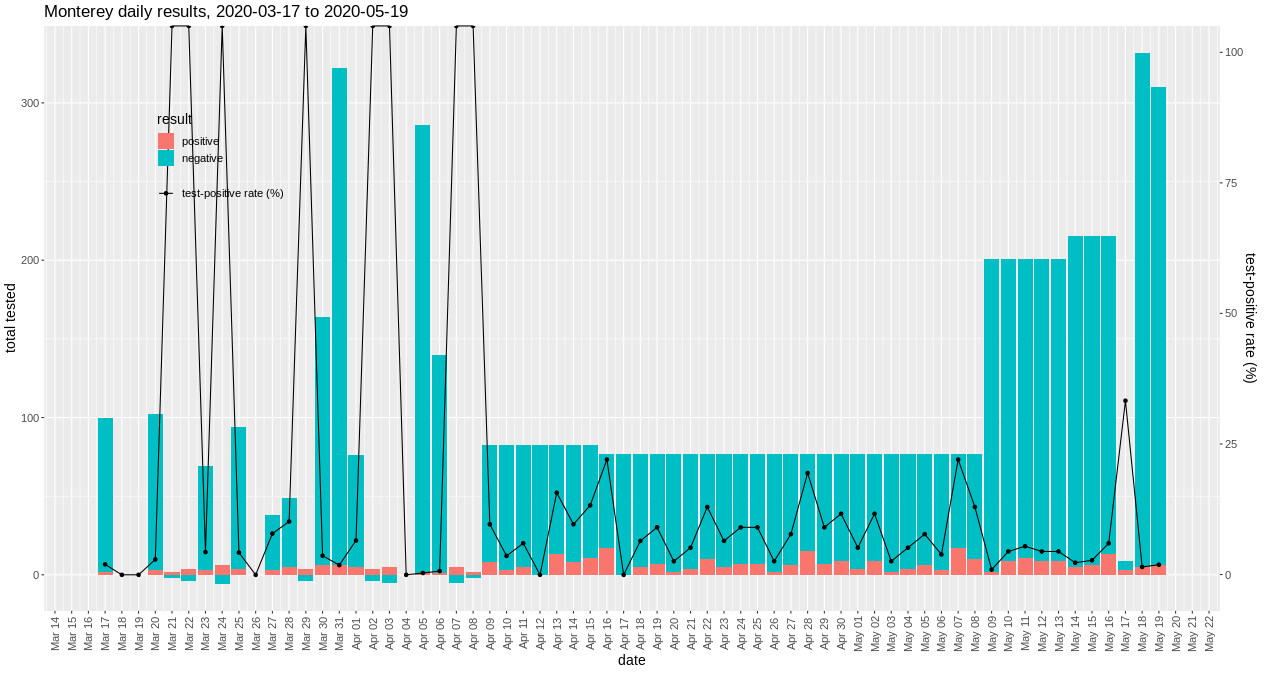 Monterey daily results, 2020-03-17 to 2020-05-19
total tested
300
200
100
0
result
positive
negative
test-positive rate (%)
100
75
50
25
0
test-positive rate (%)
Mar 14
Mar 15
Mar 16
Mar 17
Mar 18
Mar 19
Mar 20
Mar 21
Mar 22
Mar 23
Mar 24
Mar 25
Mar 26
Mar 27
Mar 28
Mar 29
Mar 30
Mar 31
Apr 01
Apr 02
Apr 03
Apr 04
Apr 05
Apr 06
Apr 07
Apr 08
Apr 09
Apr 10
Apr 11
Apr 12
Apr 13
Apr 14
Apr 15
Apr 16
Apr 17
Apr 18
Apr 19
Apr 20
Apr 21
Apr 22
Apr 23
Apr 24
Apr 25
Apr 26
Apr 27
Apr 28
Apr 29
Apr 30
May 01
May 02
May 03
May 04
May 05
May 06
May 07
May 08
May 09
May 10
May 11
May 12
May 13
May 14
May 15
May 16
May 17
May 18
May 19
May 20
May 21
May 22
date